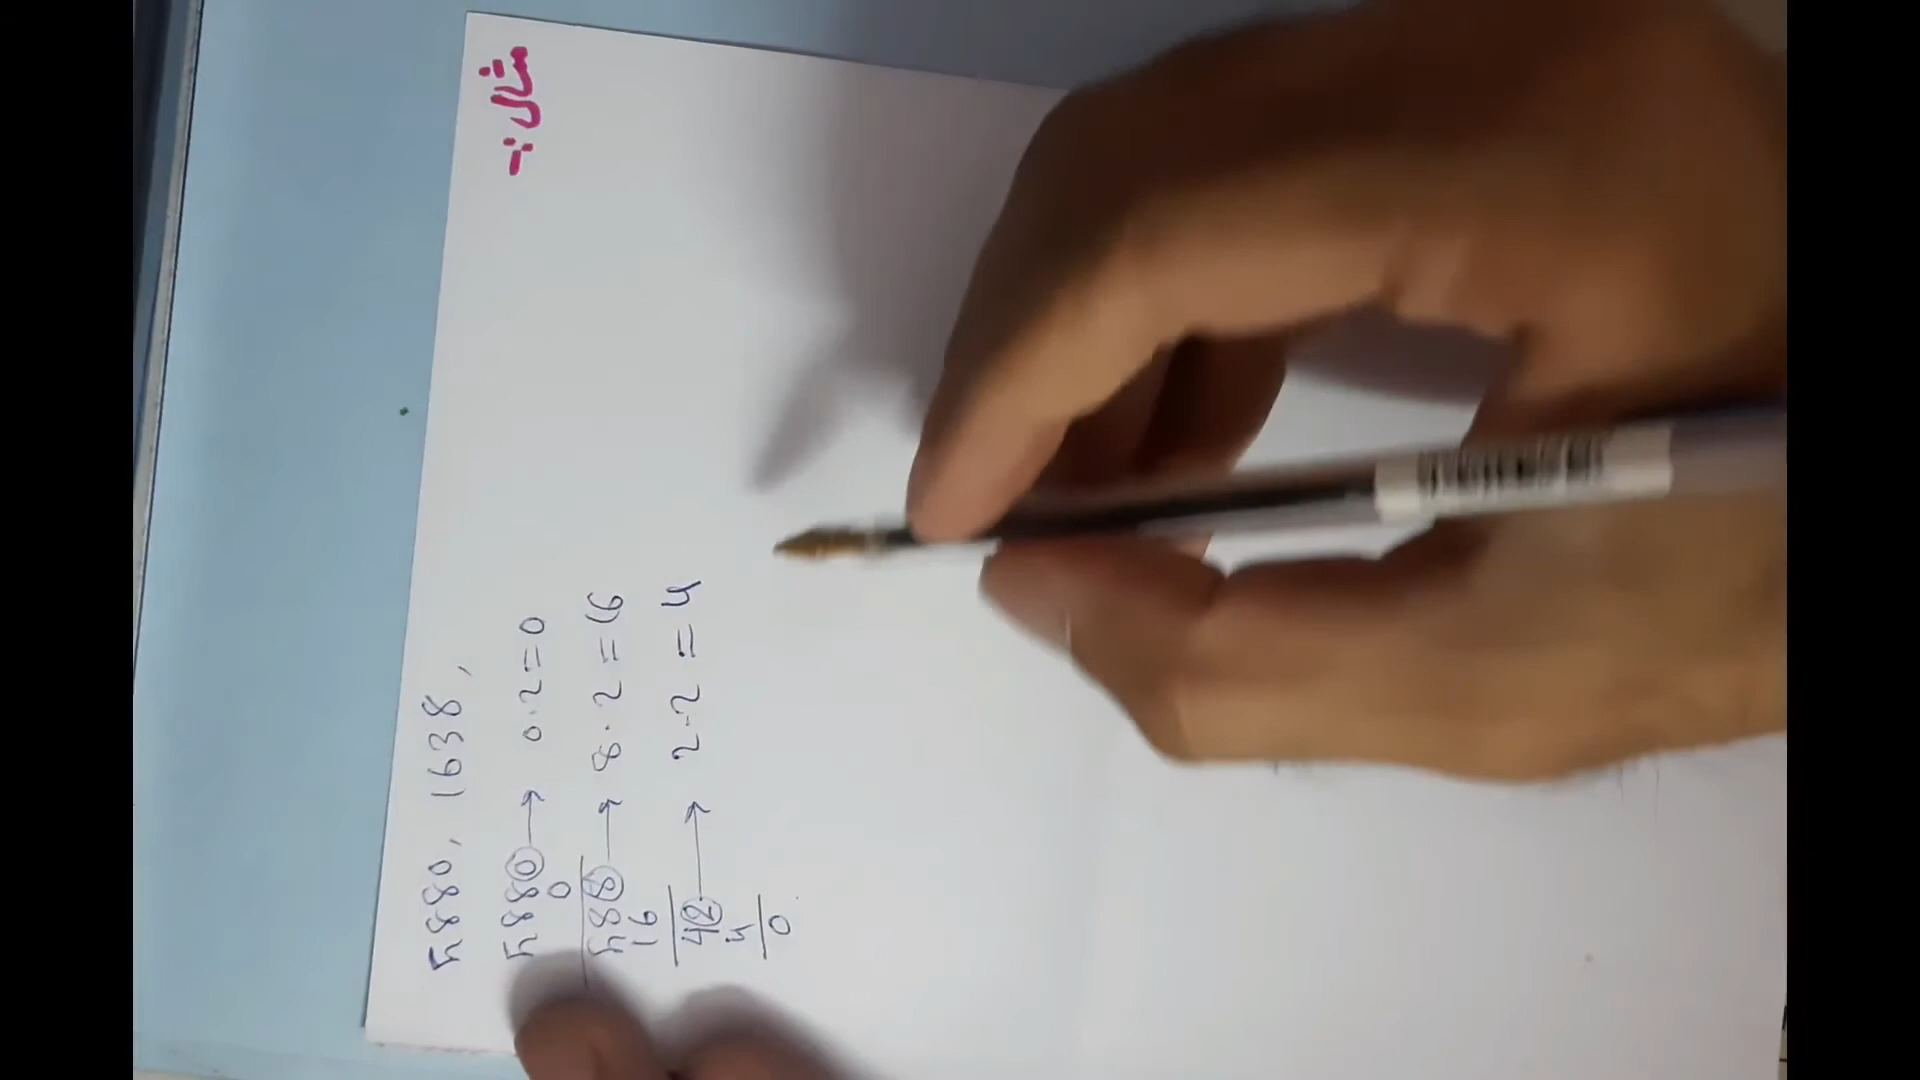 مثال :-
5880, 1638,
5880 → 0.2=0
0
588 → 8.2=16
16
42 → 2.2=4
4
0